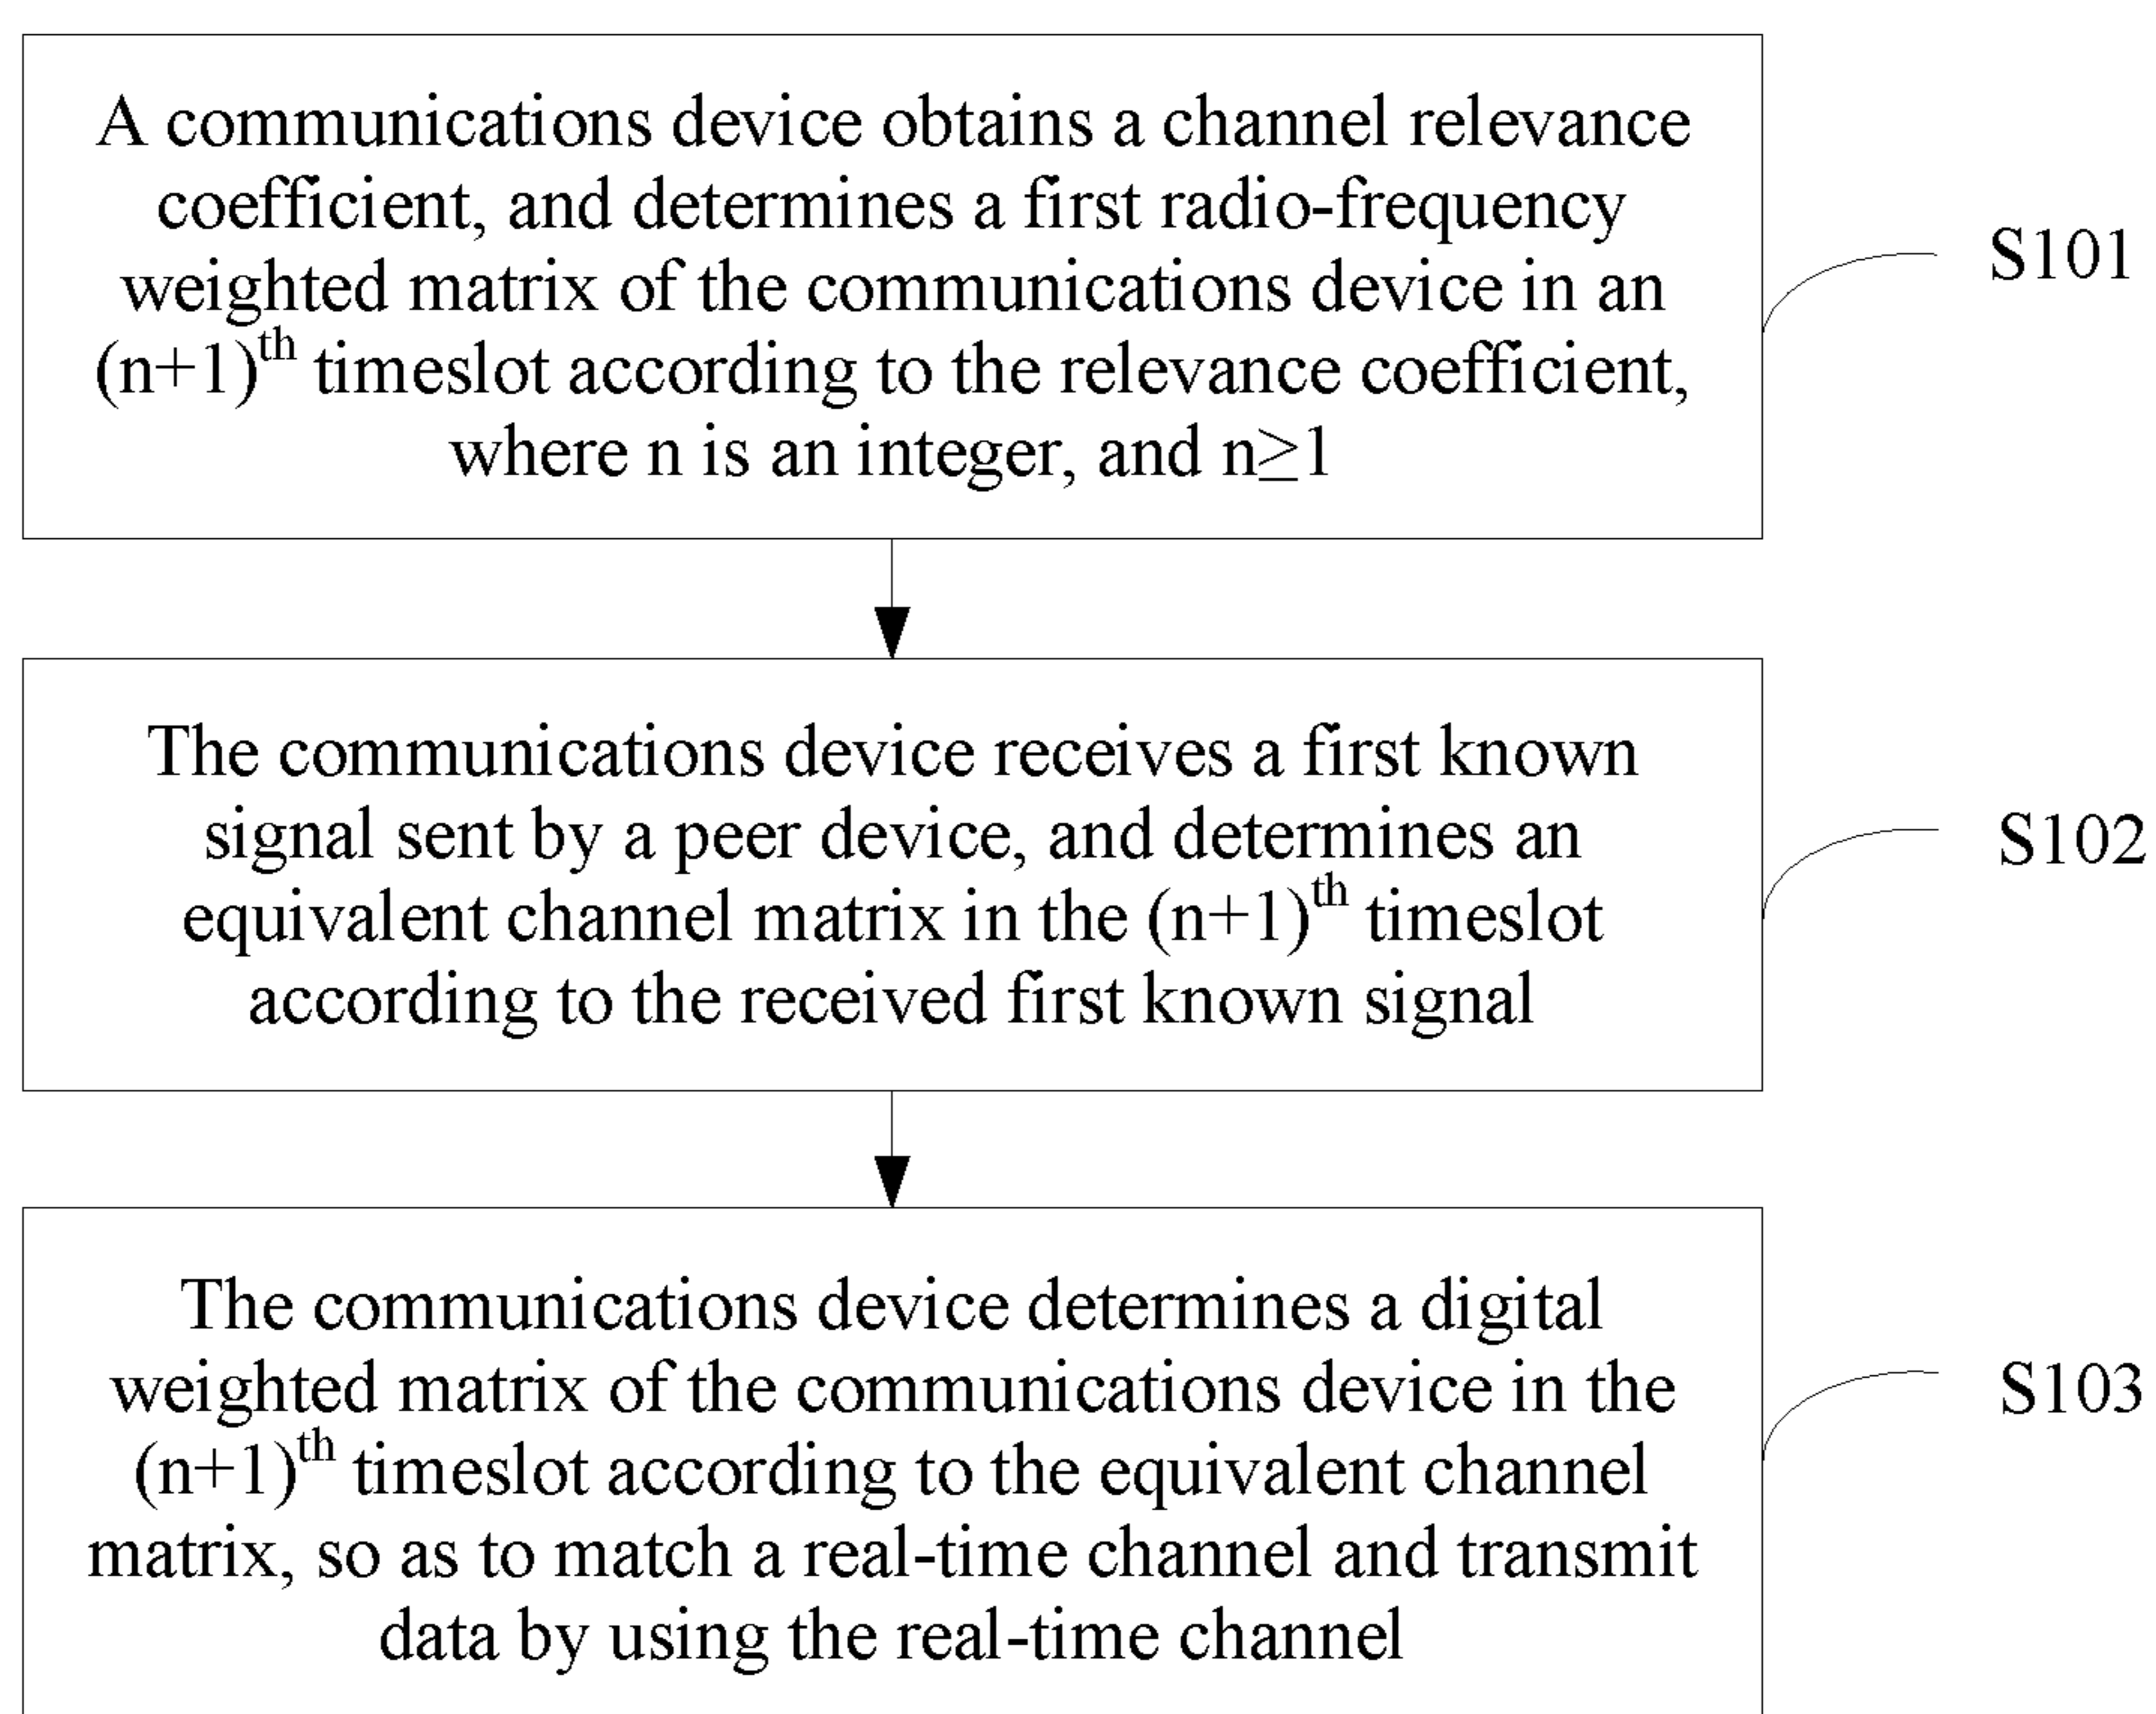 A communications device obtains a channel relevance
coefficient, and determines a first radio-frequency
weighted matrix of the communications device in an
(n+1)th timeslot according to the relevance coefficient,
where n is an integer, and n≥1
S101
The communications device receives a first known
signal sent by a peer device, and determines an
equivalent channel matrix in the (n+1)th timeslot
according to the received first known signal
S102
The communications device determines a digital
weighted matrix of the communications device in the
(n+1)th timeslot according to the equivalent channel
matrix, so as to match a real-time channel and transmit
data by using the real-time channel
S103